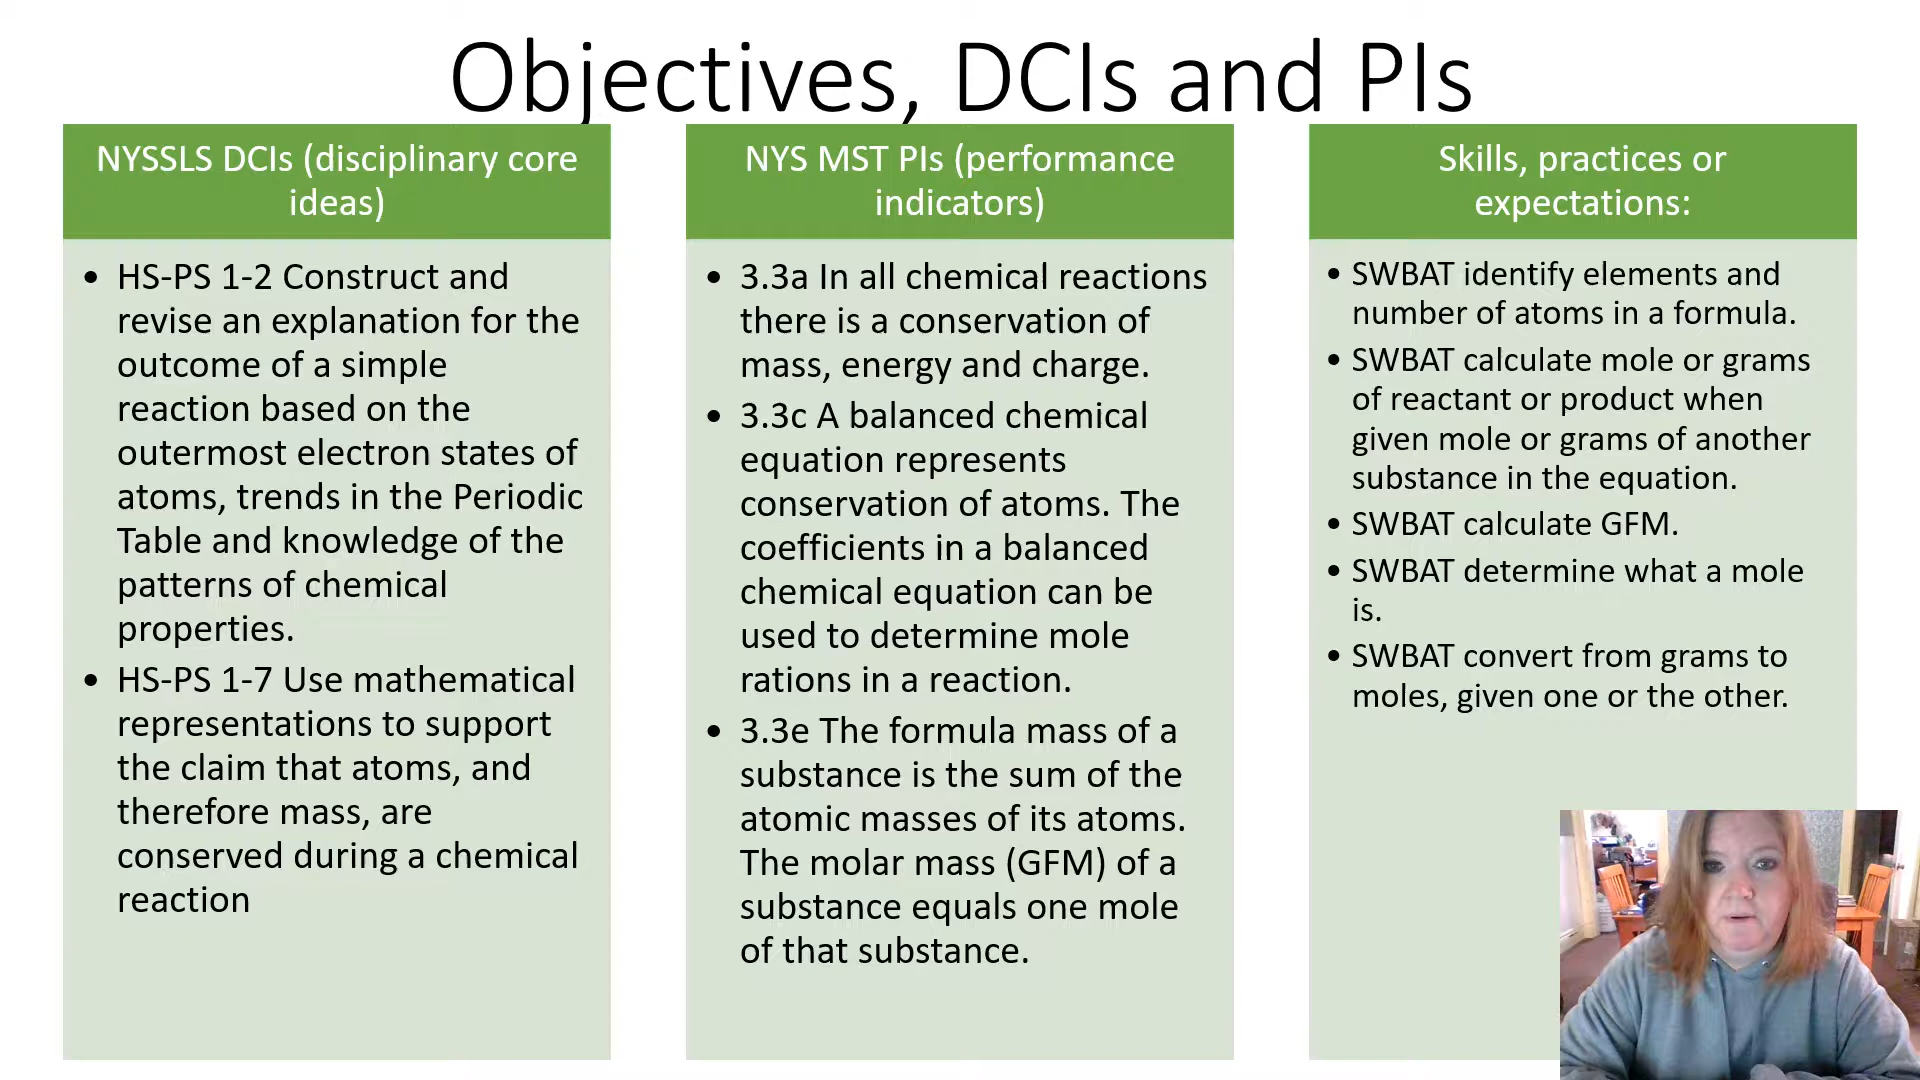 Objectives, DCIs and PIs
NYSSLS DCIs (disciplinary core
ideas)
• HS-PS 1-2 Construct and
revise an explanation for the
outcome of a simple
reaction based on the
outermost electron states of
atoms, trends in the Periodic
Table and knowledge of the
patterns of chemical
properties.
• HS-PS 1-7 Use mathematical
representations to support
the claim that atoms, and
therefore mass, are
conserved during a chemical
reaction
NYS MST PIs (performance
indicators)
• 3.3a In all chemical reactions
there is a conservation of
mass, energy and charge.
• 3.3c A balanced chemical
equation represents
conservation of atoms. The
coefficients in a balanced
chemical equation can be
used to determine mole
rations in a reaction.
• 3.3e The formula mass of a
substance is the sum of the
atomic masses of its atoms.
The molar mass (GFM) of a
substance equals one mole
of that substance.
Skills, practices or
expectations:
• SWBAT identify elements and
number of atoms in a formula.
• SWBAT calculate mole or grams
of reactant or product when
given mole or grams of another
substance in the equation.
• SWBAT calculate GFM.
• SWBAT determine what a mole
is.
• SWBAT convert from grams to
moles, given one or the other.